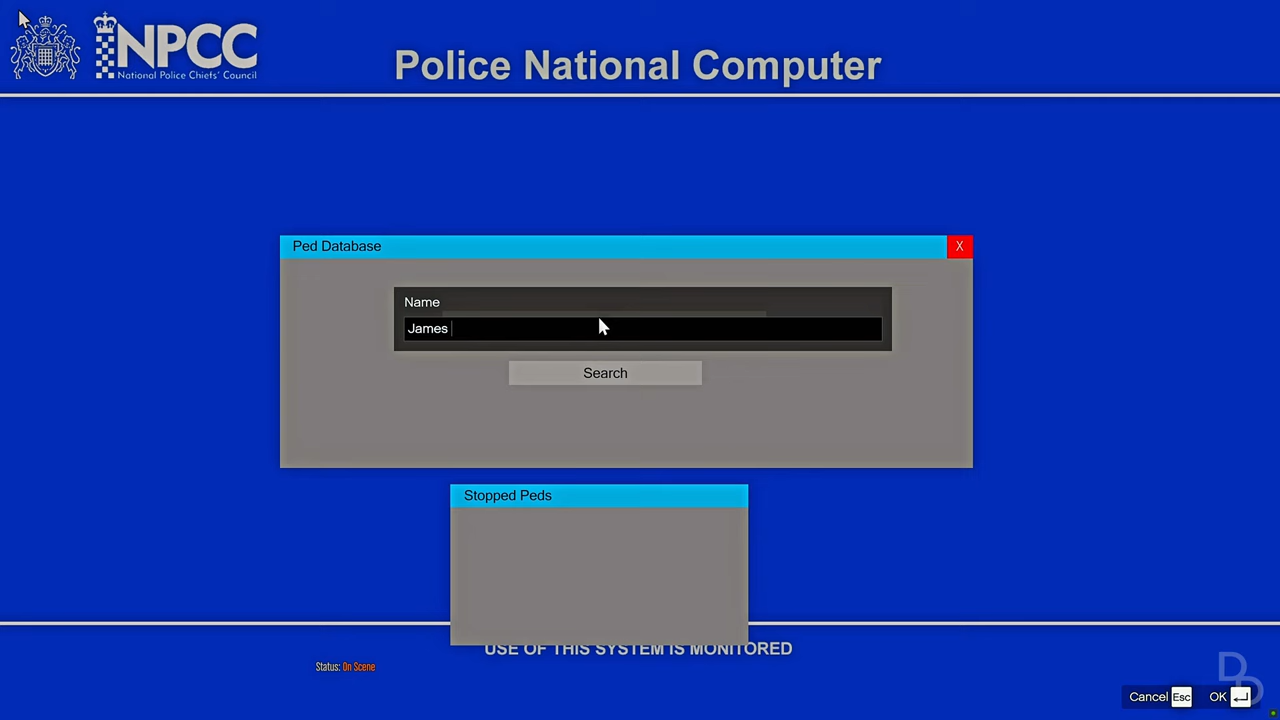 NPCC
National Police Chiefs' Council
Police National Computer
Ped Database
X
Name
James
Search
Stopped Peds
USE OF THIS SYSTEM IS MONITORED
Status: On Scene
DD
Cancel Esc OK